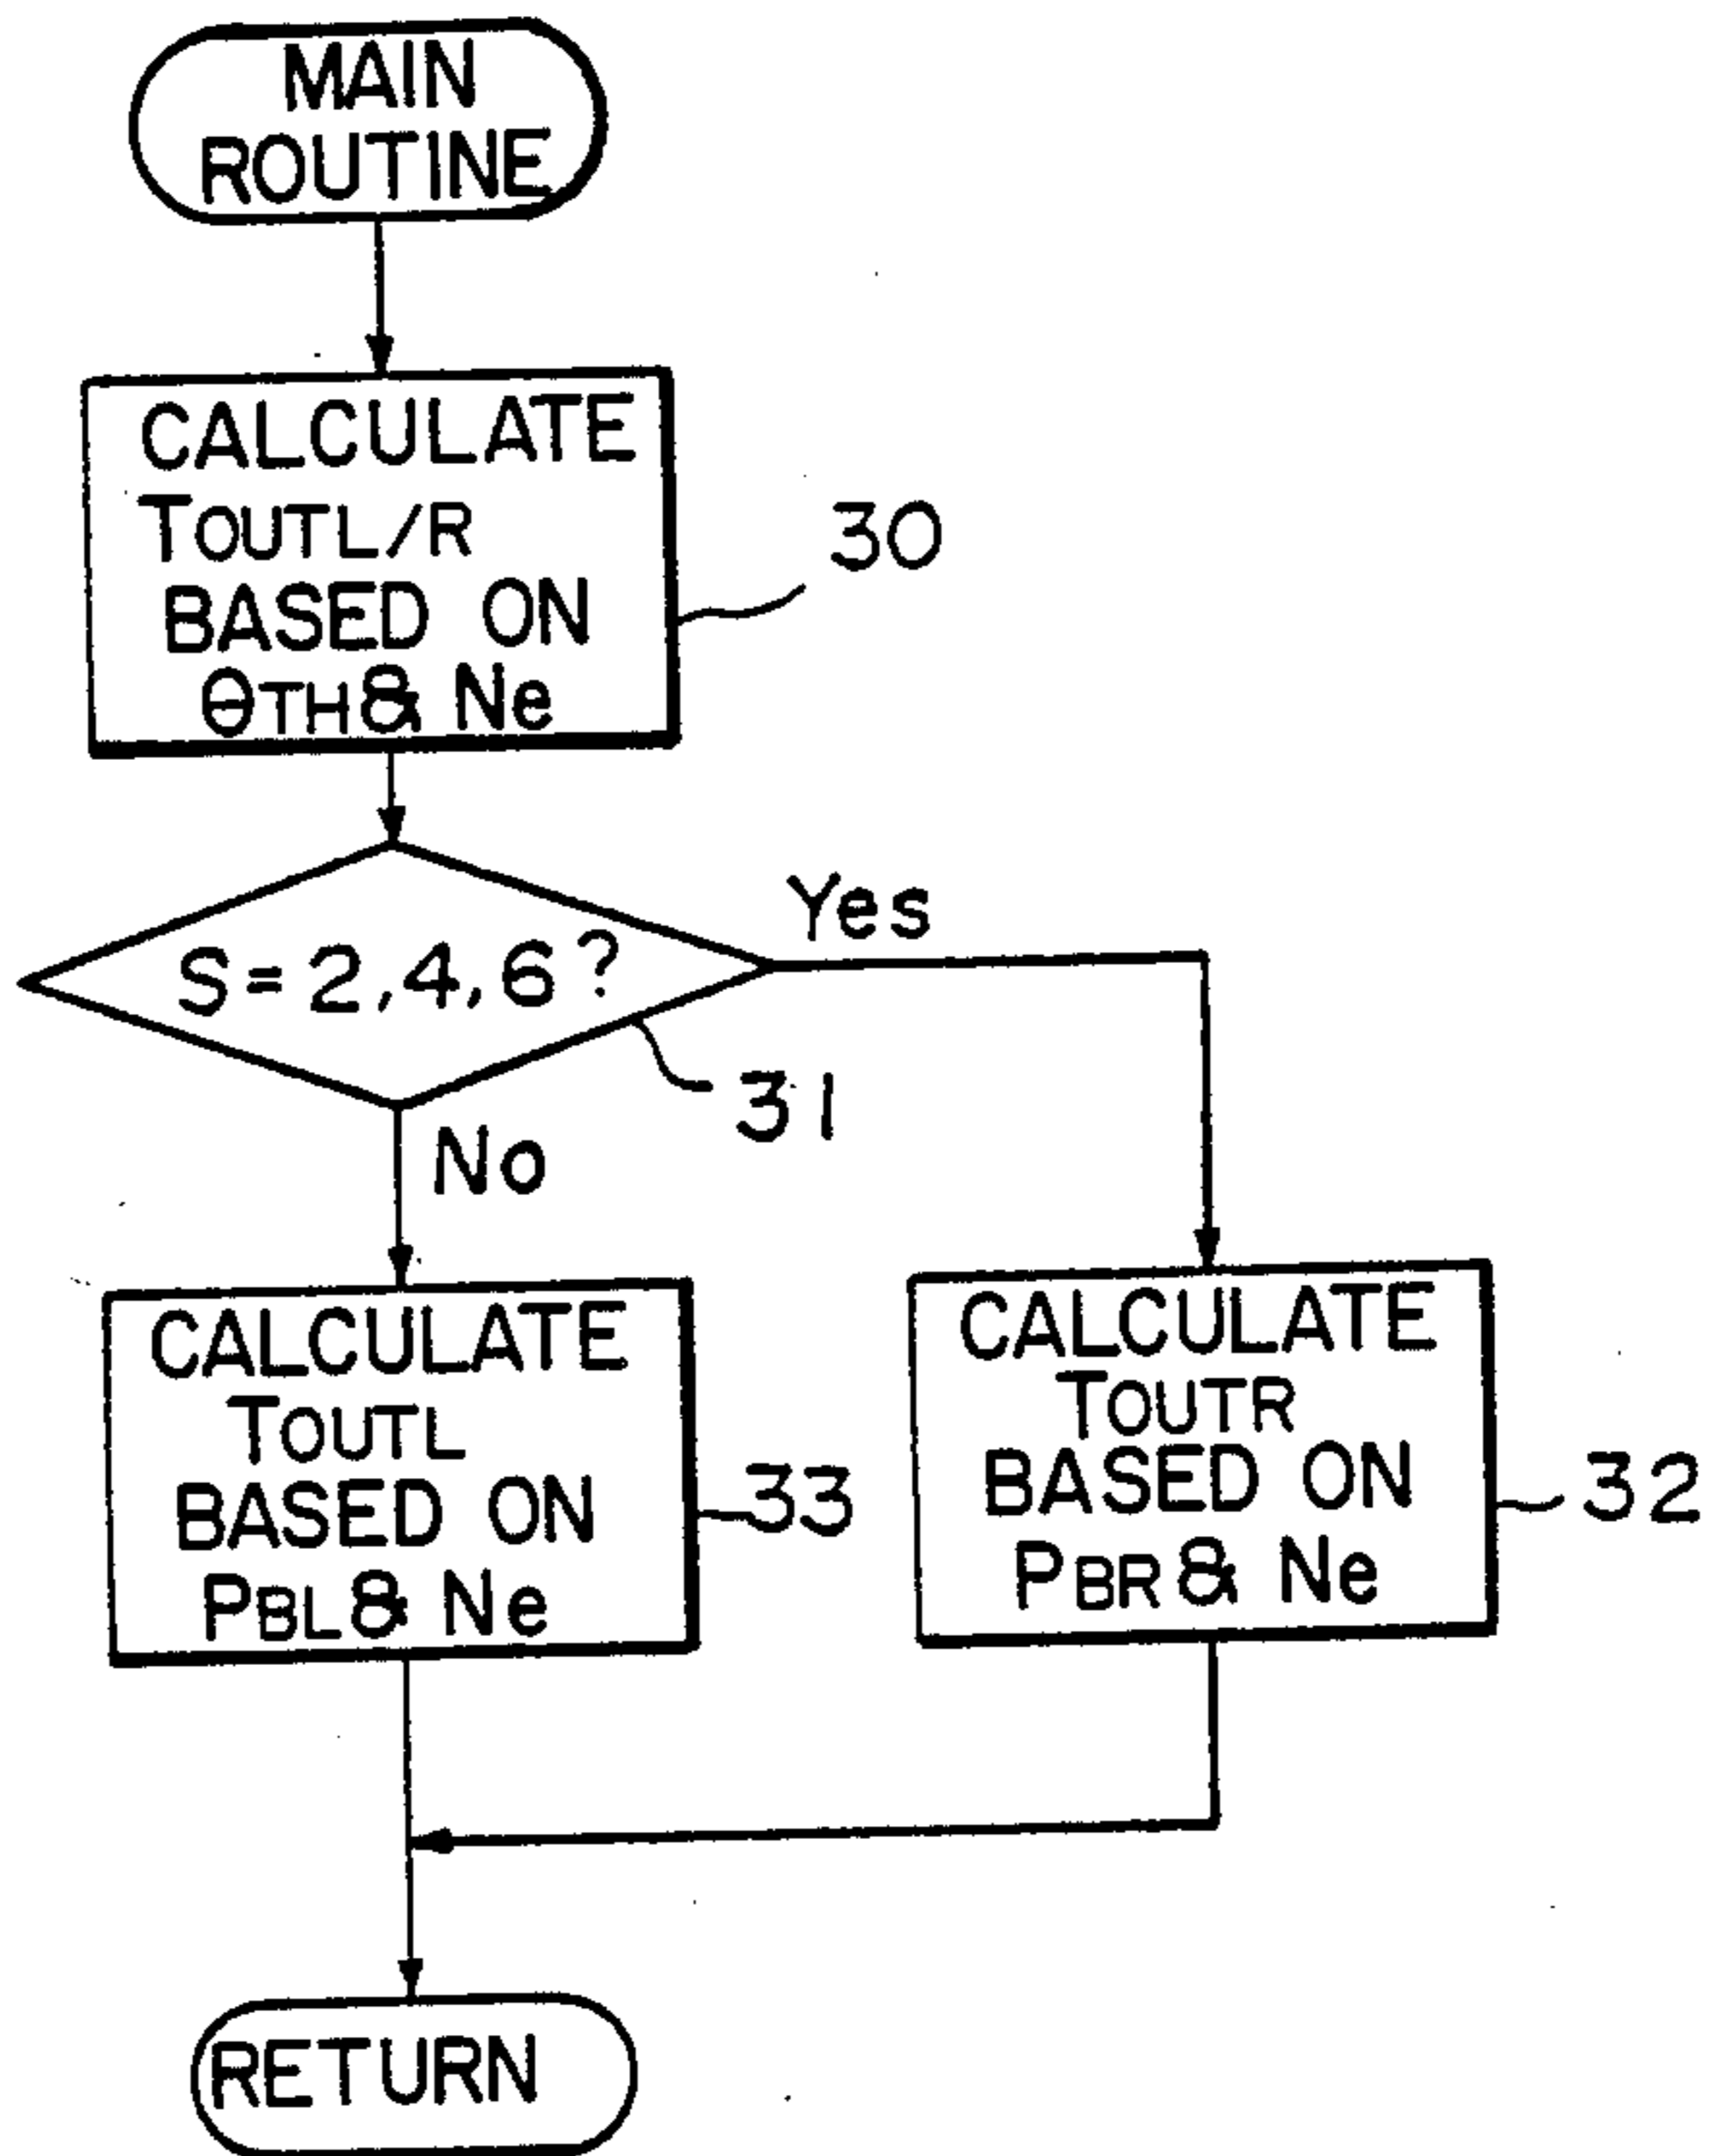 MAIN
ROUTINE
CALCULATE
TOUTL/R
BASED ON
θTH& Ne
30
S=2,4,6?
Yes
31
No
CALCULATE
TOUTL
BASED ON
PBL& Ne
33
CALCULATE
TOUTR
BASED ON
PBR& Ne
32
RETURN